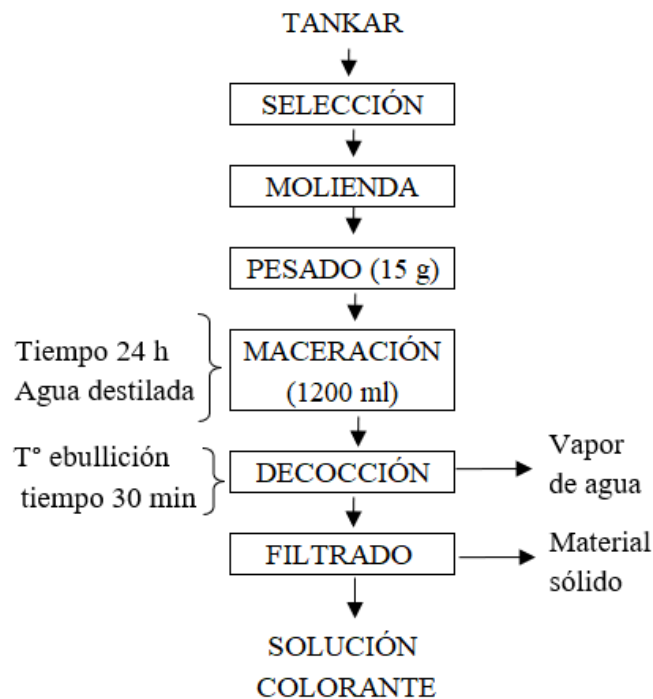 TANKAR
SELECCIÓN
MOLIENDA
PESADO (15 g)
Tiempo 24 h
Agua destilada
MACERACIÓN
(1200 ml)
T° ebullición
tiempo 30 min
DECOCCIÓN
Vapor
de agua
FILTRADO
Material
sólido
SOLUCIÓN
COLORANTE